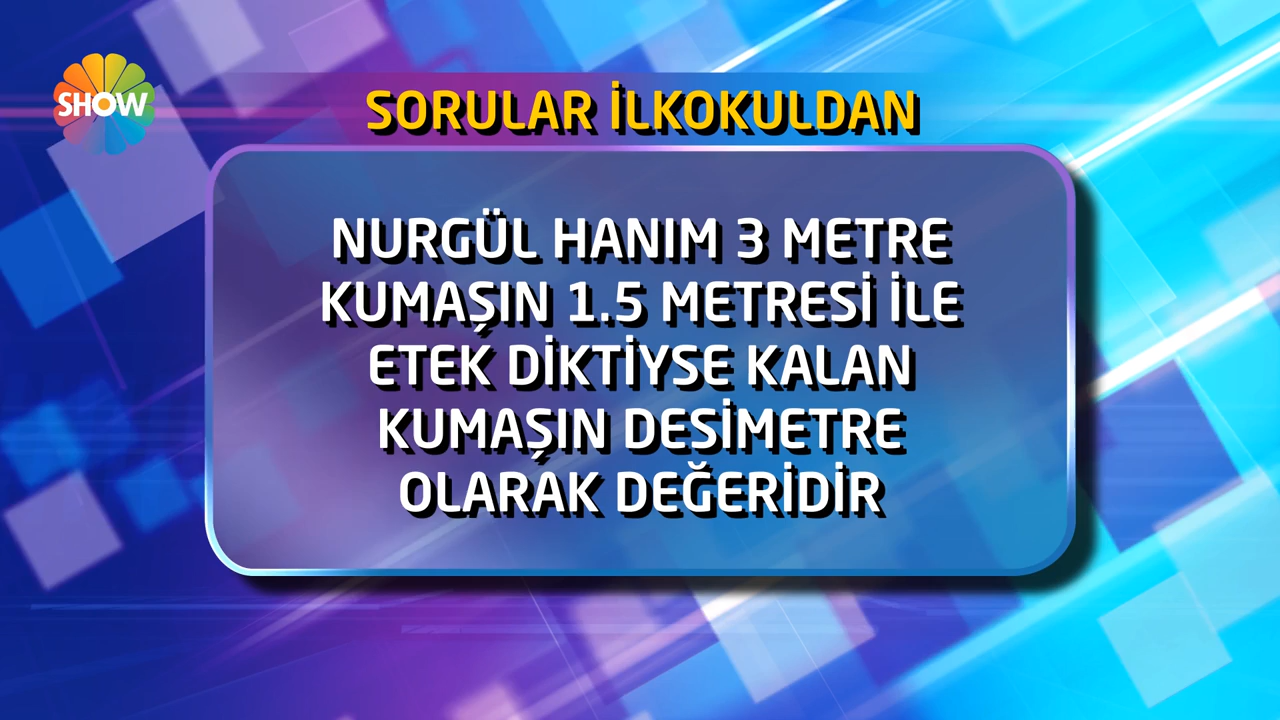 SHOW
SORULAR İLKOKULDAN
NURGÜL HANIM 3 METRE
KUMAŞIN 1.5 METRESİ İLE
ETEK DİKTİYSE KALAN
KUMAŞIN DESİMETRE
OLARAK DEĞERİDİR